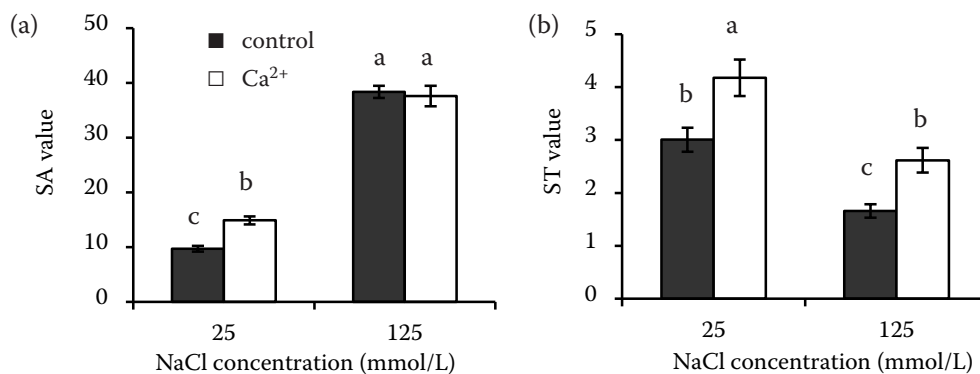 (a)
SA value
50
40
30
20
10
0
control
Ca²⁺
c
b
a
a
25
125
NaCl concentration (mmol/L)
(b)
ST value
5
4
3
2
1
0
b
a
c
b
25
125
NaCl concentration (mmol/L)